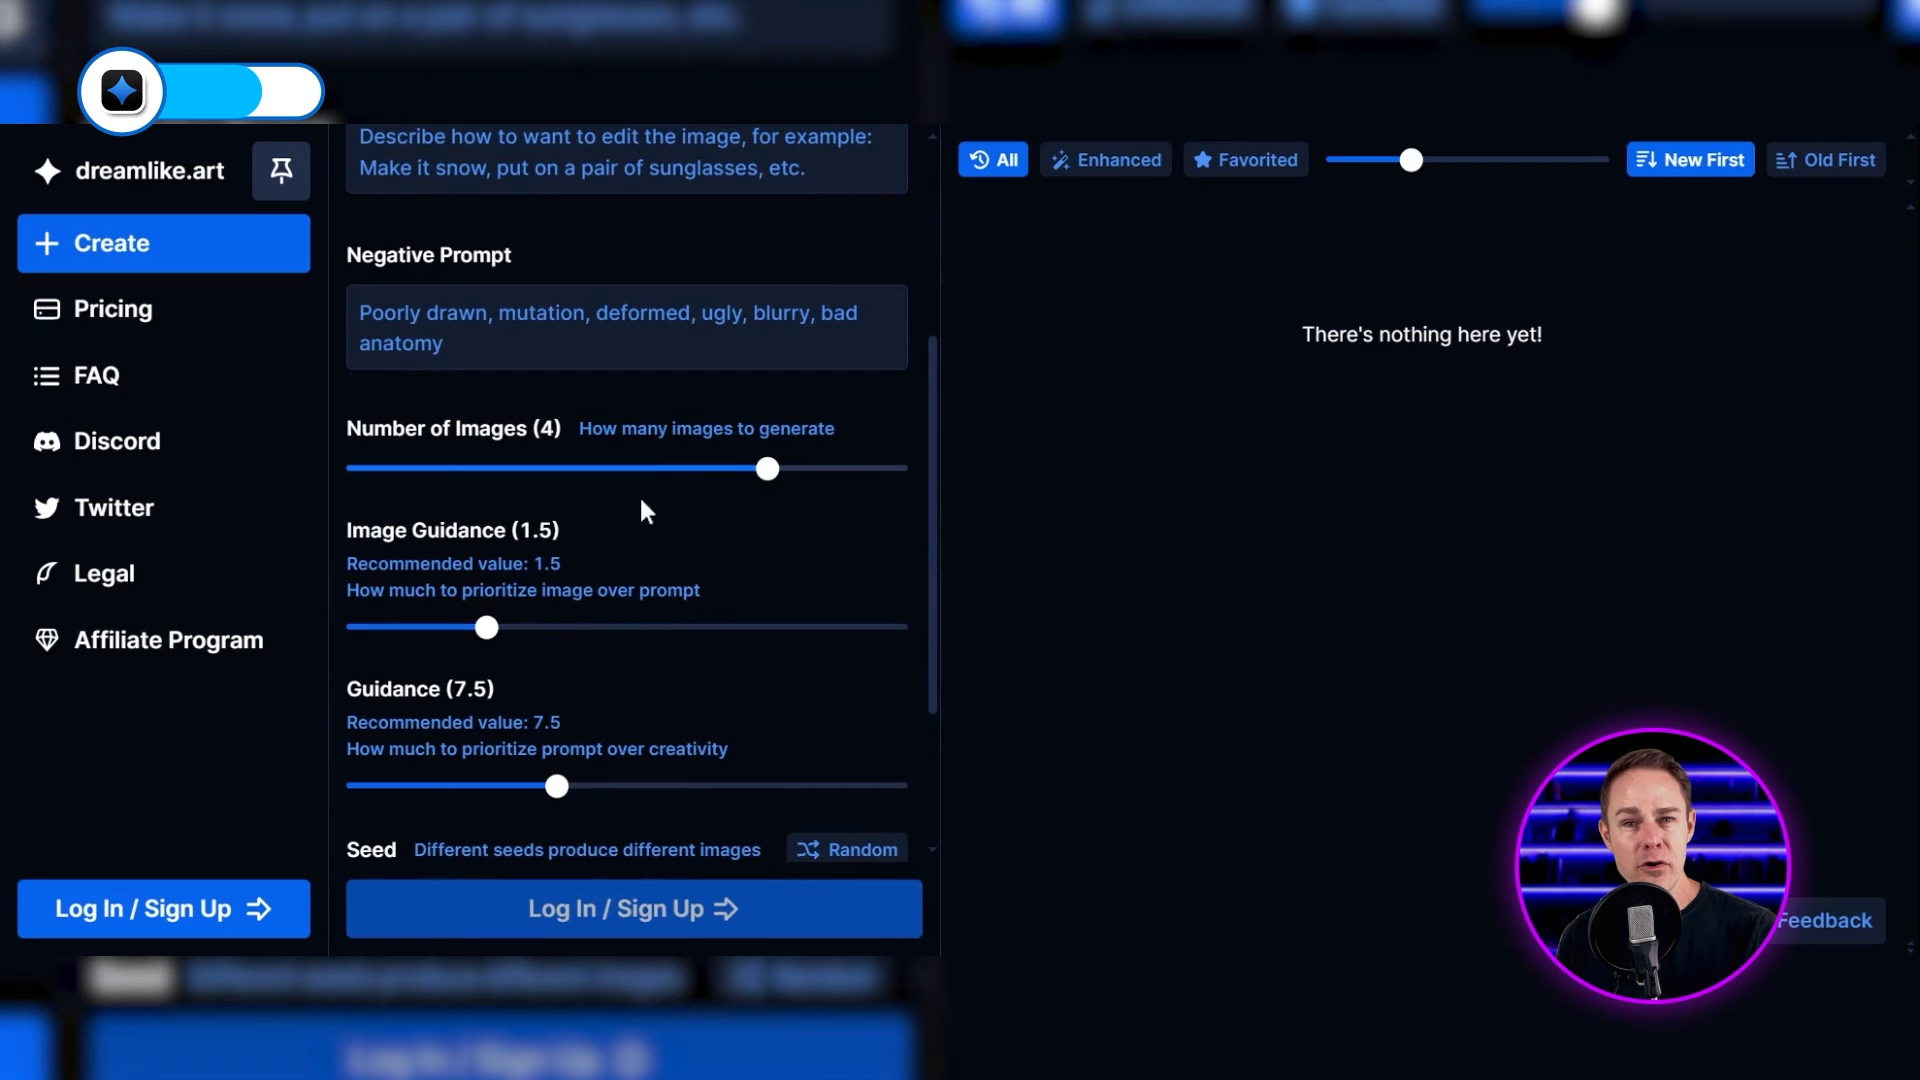 dreamlike.art
Create
Pricing
FAQ
Discord
Twitter
Legal
Affiliate Program
Log In / Sign Up
Describe how to want to edit the image, for example:
Make it snow, put on a pair of sunglasses, etc.
Negative Prompt
Poorly drawn, mutation, deformed, ugly, blurry, bad
anatomy
Number of Images (4) How many images to generate
Image Guidance (1.5)
Recommended value: 1.5
How much to prioritize image over prompt
Guidance (7.5)
Recommended value: 7.5
How much to prioritize prompt over creativity
Seed Different seeds produce different images Random
Log In / Sign Up
All Enhanced Favorited New First Old First
There's nothing here yet!
Feedback